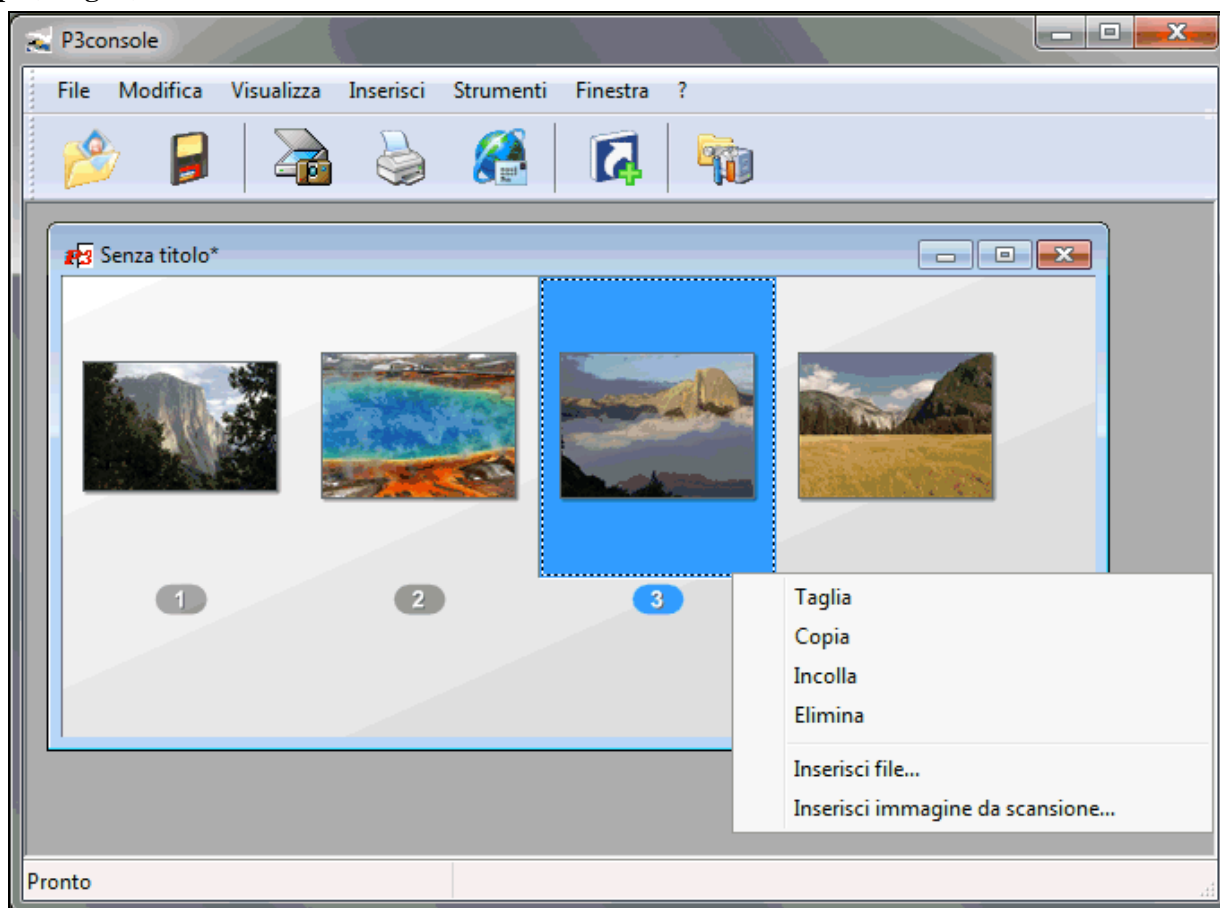 P3console
File Modifica Visualizza Inserisci Strumenti Finestra ?
P3 Senza titolo*
1 2 3
Taglia
Copia
Incolla
Elimina
Inserisci file...
Inserisci immagine da scansione...
Pronto